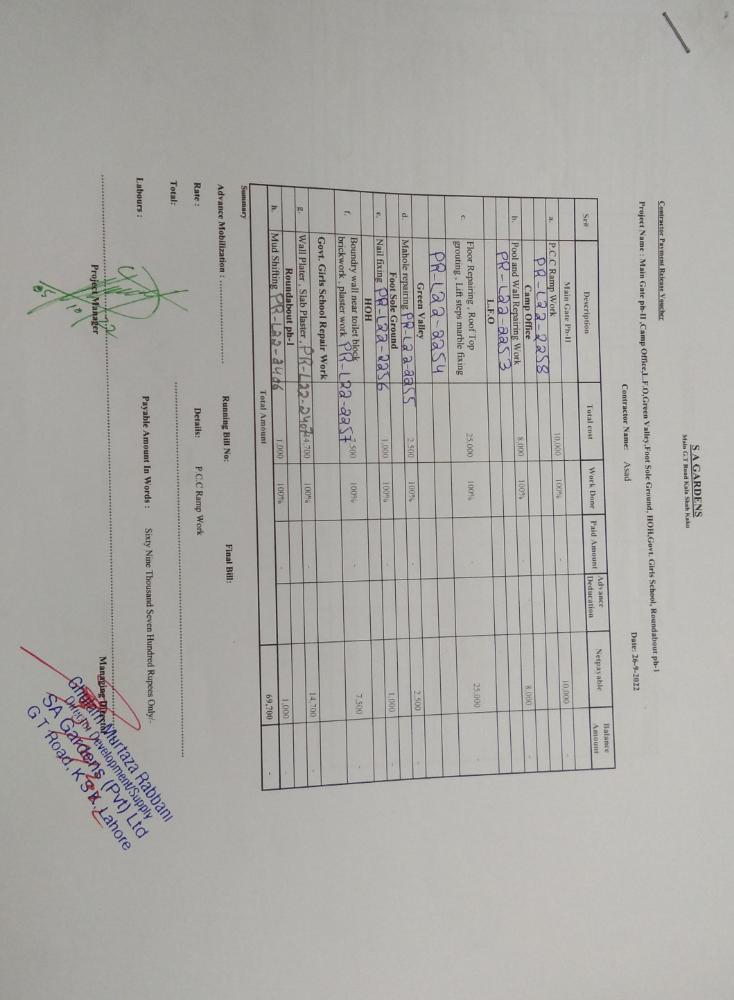 S A GARDENS
Main G.T Road Kala Shah Kaku
Contractor Payment Release Voucher
Project Name : Main Gate ph-II ,Camp Office,L.F.O,Green Valley,Foot Sole Ground, HOH,Govt. Girls School, Roundabout ph-1
Contractor Name: Asad
Date: 26-9-2022
Sr# Description Total cost Work Done Paid Amount Advance Deducation Netpayable Balance Amount
Main Gate Ph-II
a. P.C.C Ramp Work 10,000 100% - 10,000
PR-L22-2258
Camp Office
b. Pool and Wall Repairing Work 8,000 100% - 8,000
PR-L22-2253
L.F.O
c. Floor Repairing , Roof Top grouting , Lift steps marble fixing 25,000 100% 25,000
PR-L22-2254
Green Valley
d. Mahole repairing PR-L22-2255 2,500 100% - 2,500
Foot Sole Ground
e. Nail fixing PR-L22-2256 1,000 100% - 1,000
HOH
f. Boundry wall near toilet block brickwork , plaster work PR-L22-2257 7,500 100% - 7,500
Govt. Girls School Repair Work
g. Wall Plater , Slab Plaster , PR-L22-2407 14,700 100% - 14,700 -
Roundabout ph-1
h. Mud Shifting PR-L22-2406 1,000 100% - 1,000 -
Total Amount 69,700 -
Summary
Advance Mobilization : ................ Running Bill No: Final Bill:
Rate : Details: P.C.C Ramp Work
Total:
Labours : Payable Amount In Words : Sixty Nine Thousand Seven Hundred Rupees Only/-
Project Manager
Managing Director
Ghulam Murtaza Rabbani
Development/Supply
SA Gardens (Pvt) Ltd
G T Road, K S K, Lahore